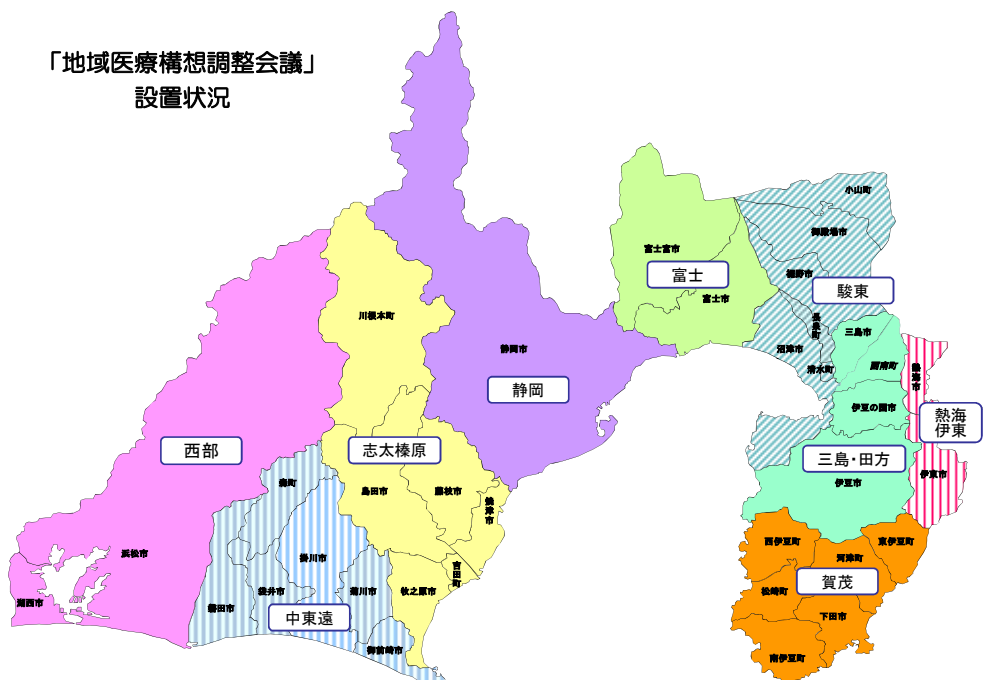 「地域医療構想調整会議」
設置状況
小山町
御殿場市
裾野市
駿東
富士宮市
富士
富士市
長泉町
沼津市
清水町
三島市
函南町
熱海市
伊豆の国市
熱海
伊東
三島・田方
伊豆市
伊東市
川根本町
静岡市
静岡
西部
志太榛原
森町
島田市
藤枝市
焼津市
浜松市
掛川市
吉田町
湖西市
磐田市
袋井市
菊川市
牧之原市
中東遠
御前崎市
西伊豆町
東伊豆町
河津町
賀茂
松崎町
下田市
南伊豆町